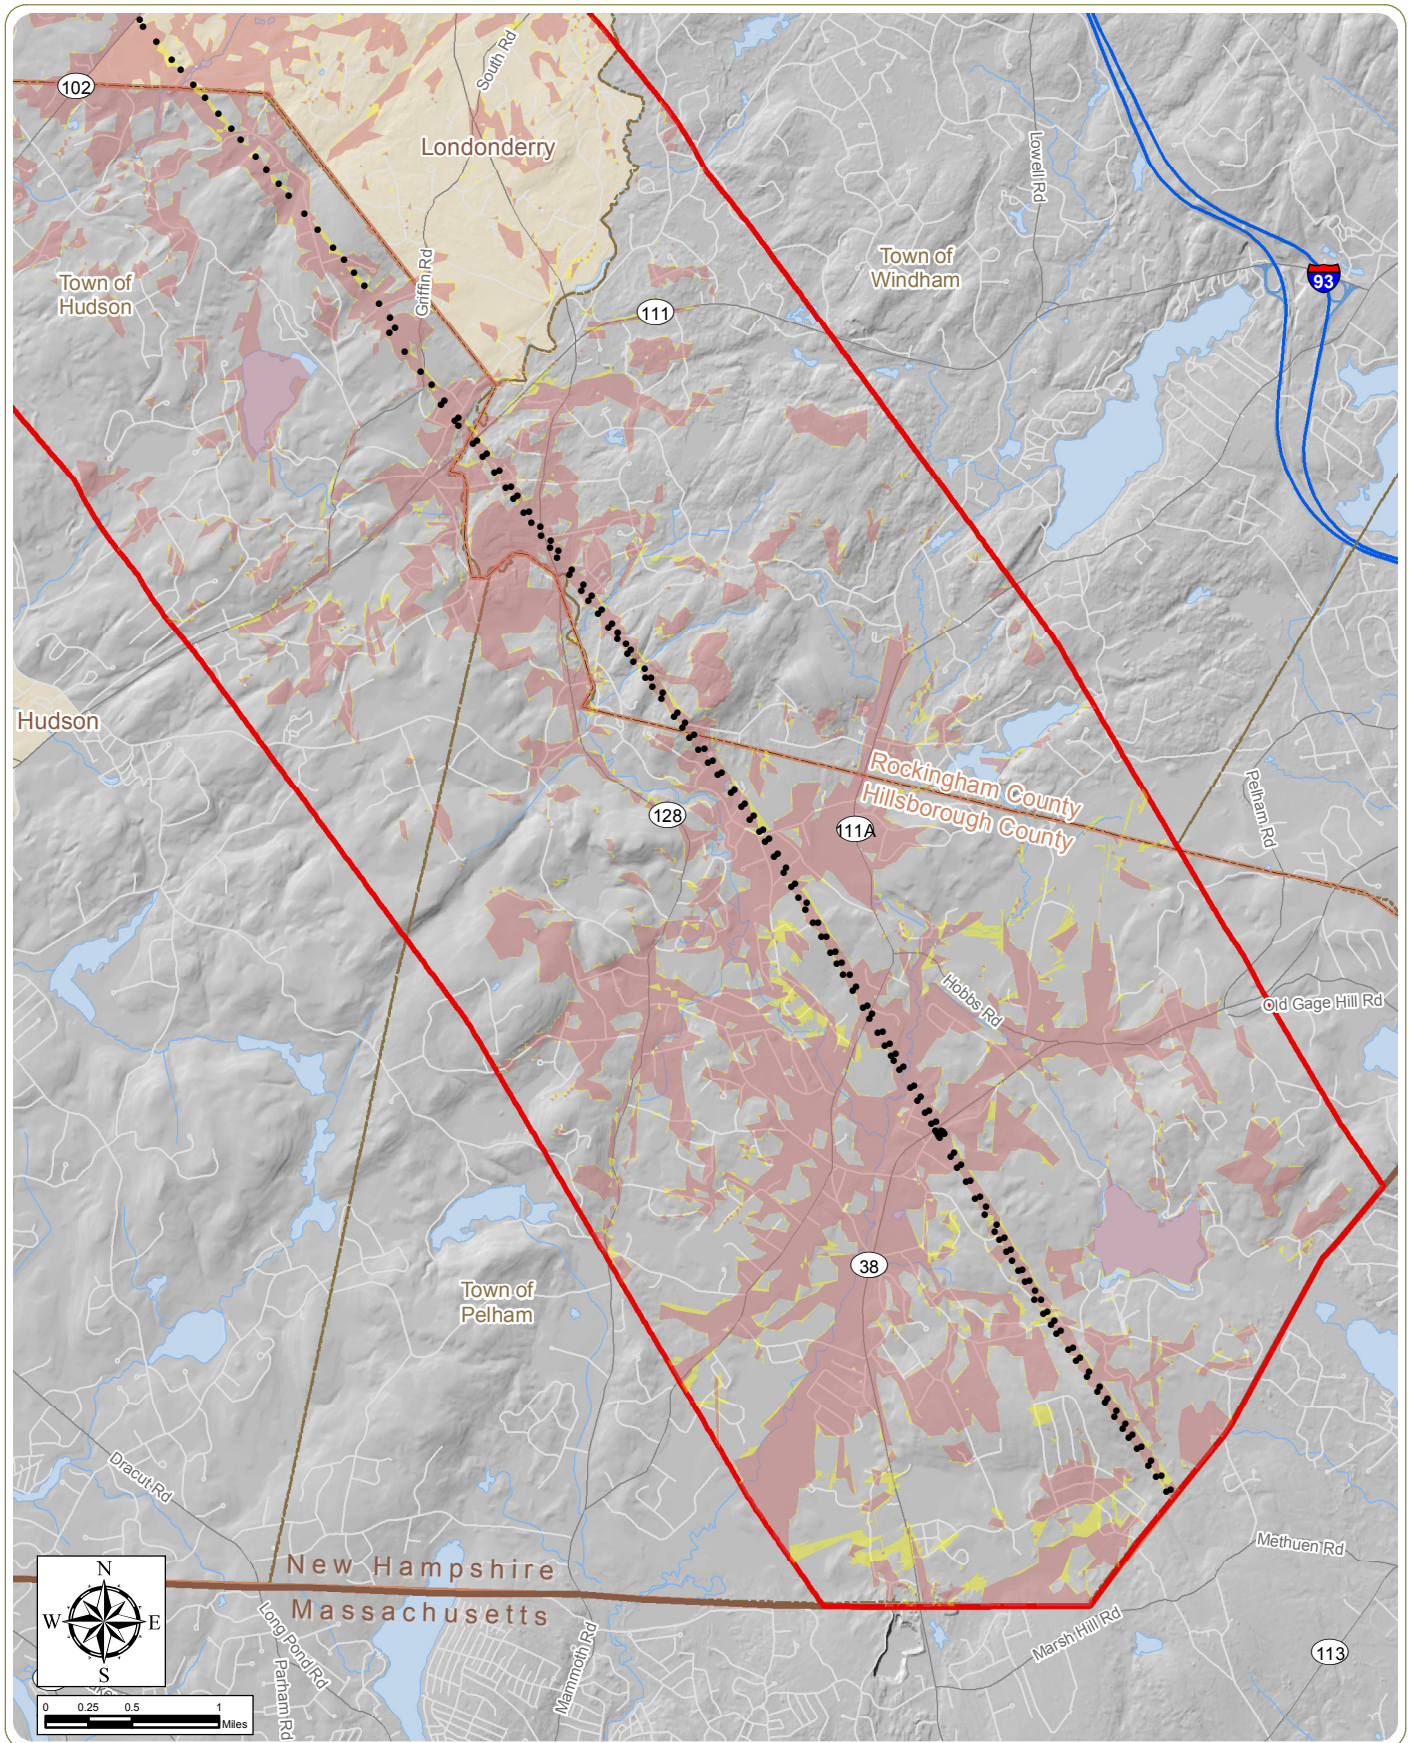 South Rd
102
Londonderry
Lowell Rd
Town of
Windham
Griffin Rd
Town of
Hudson
93
111
Hudson
Rockingham County
Hillsborough County
Pelham Rd
128
111A
Hobbs Rd
Old Gage Hill Rd
38
Town of
Pelham
Dracut Rd
Methuen Rd
New Hampshire
Massachusetts
N
W
E
S
Long Pond Rd
Parham Rd
Mammoth Rd
Marsh Hill Rd
113
0 0.25 0.5 1
Miles